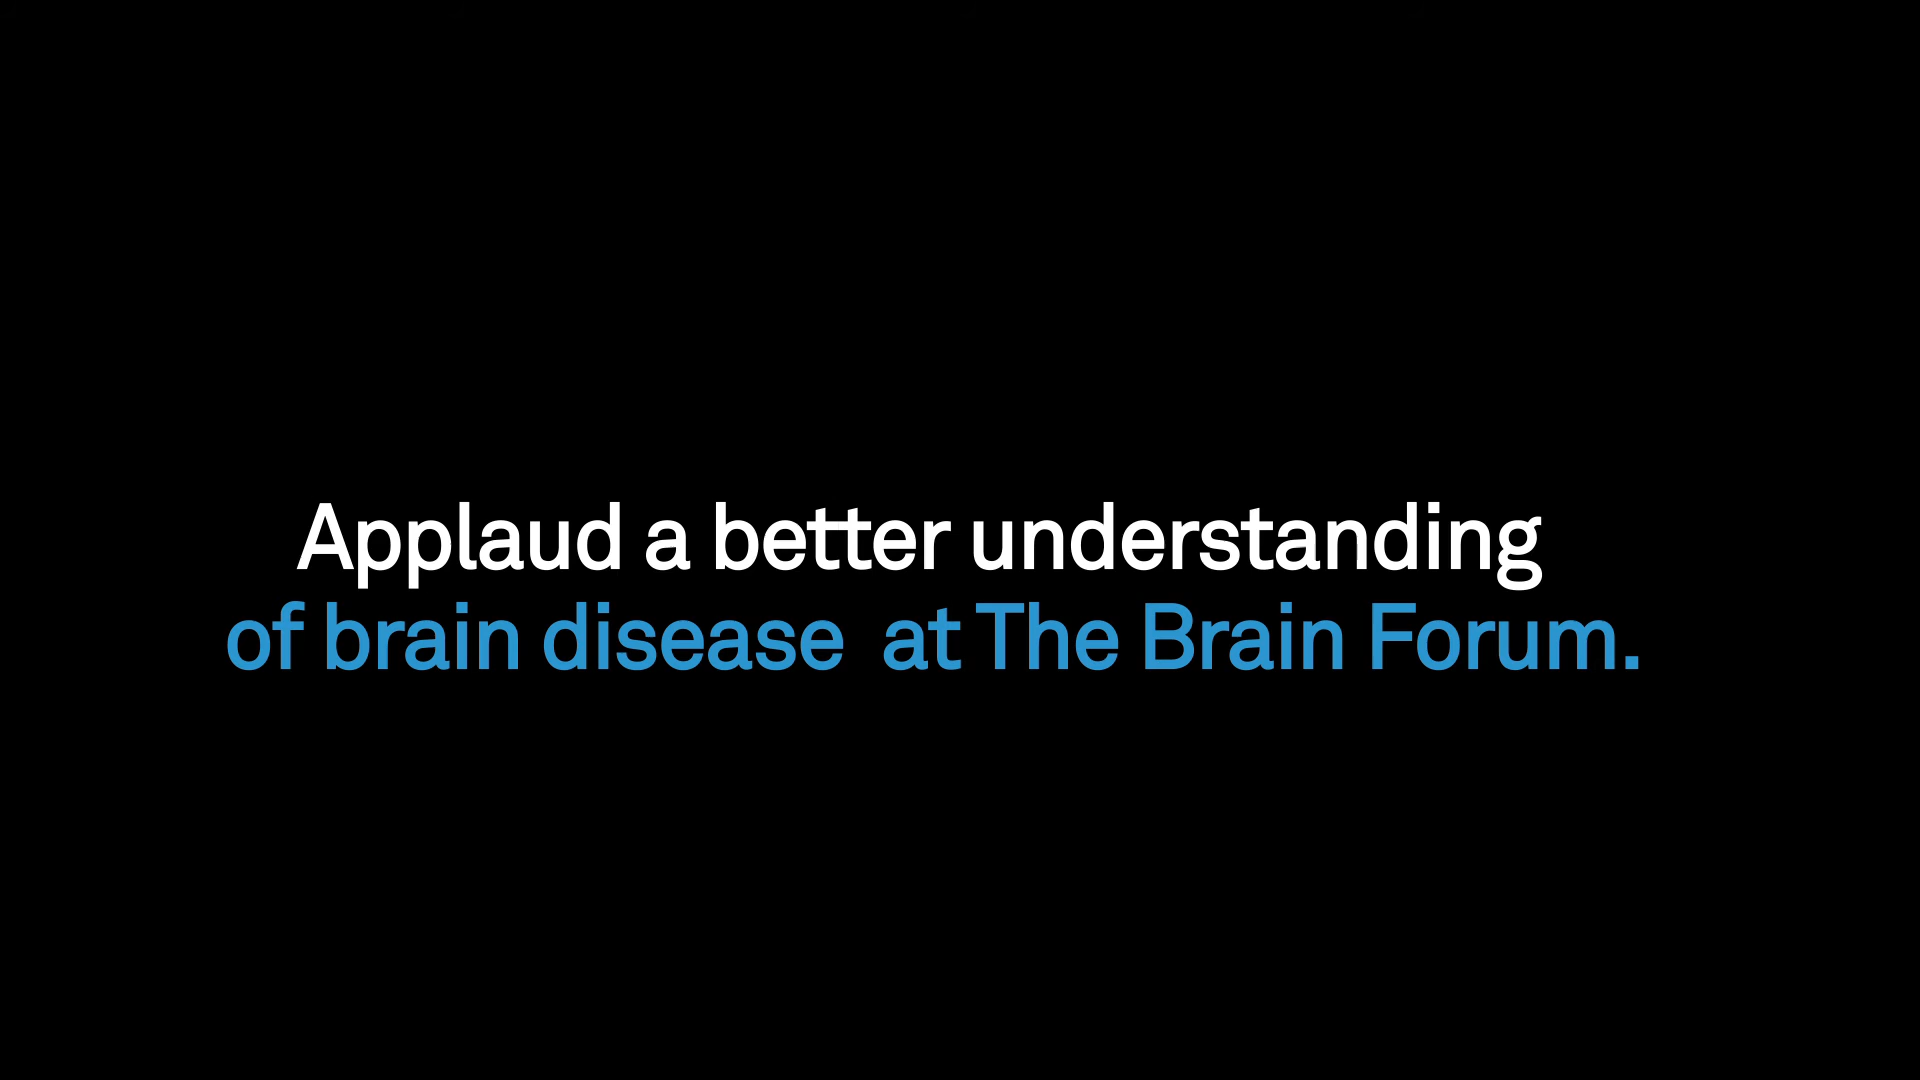 Applaud a better understanding
of brain disease  at The Brain Forum.